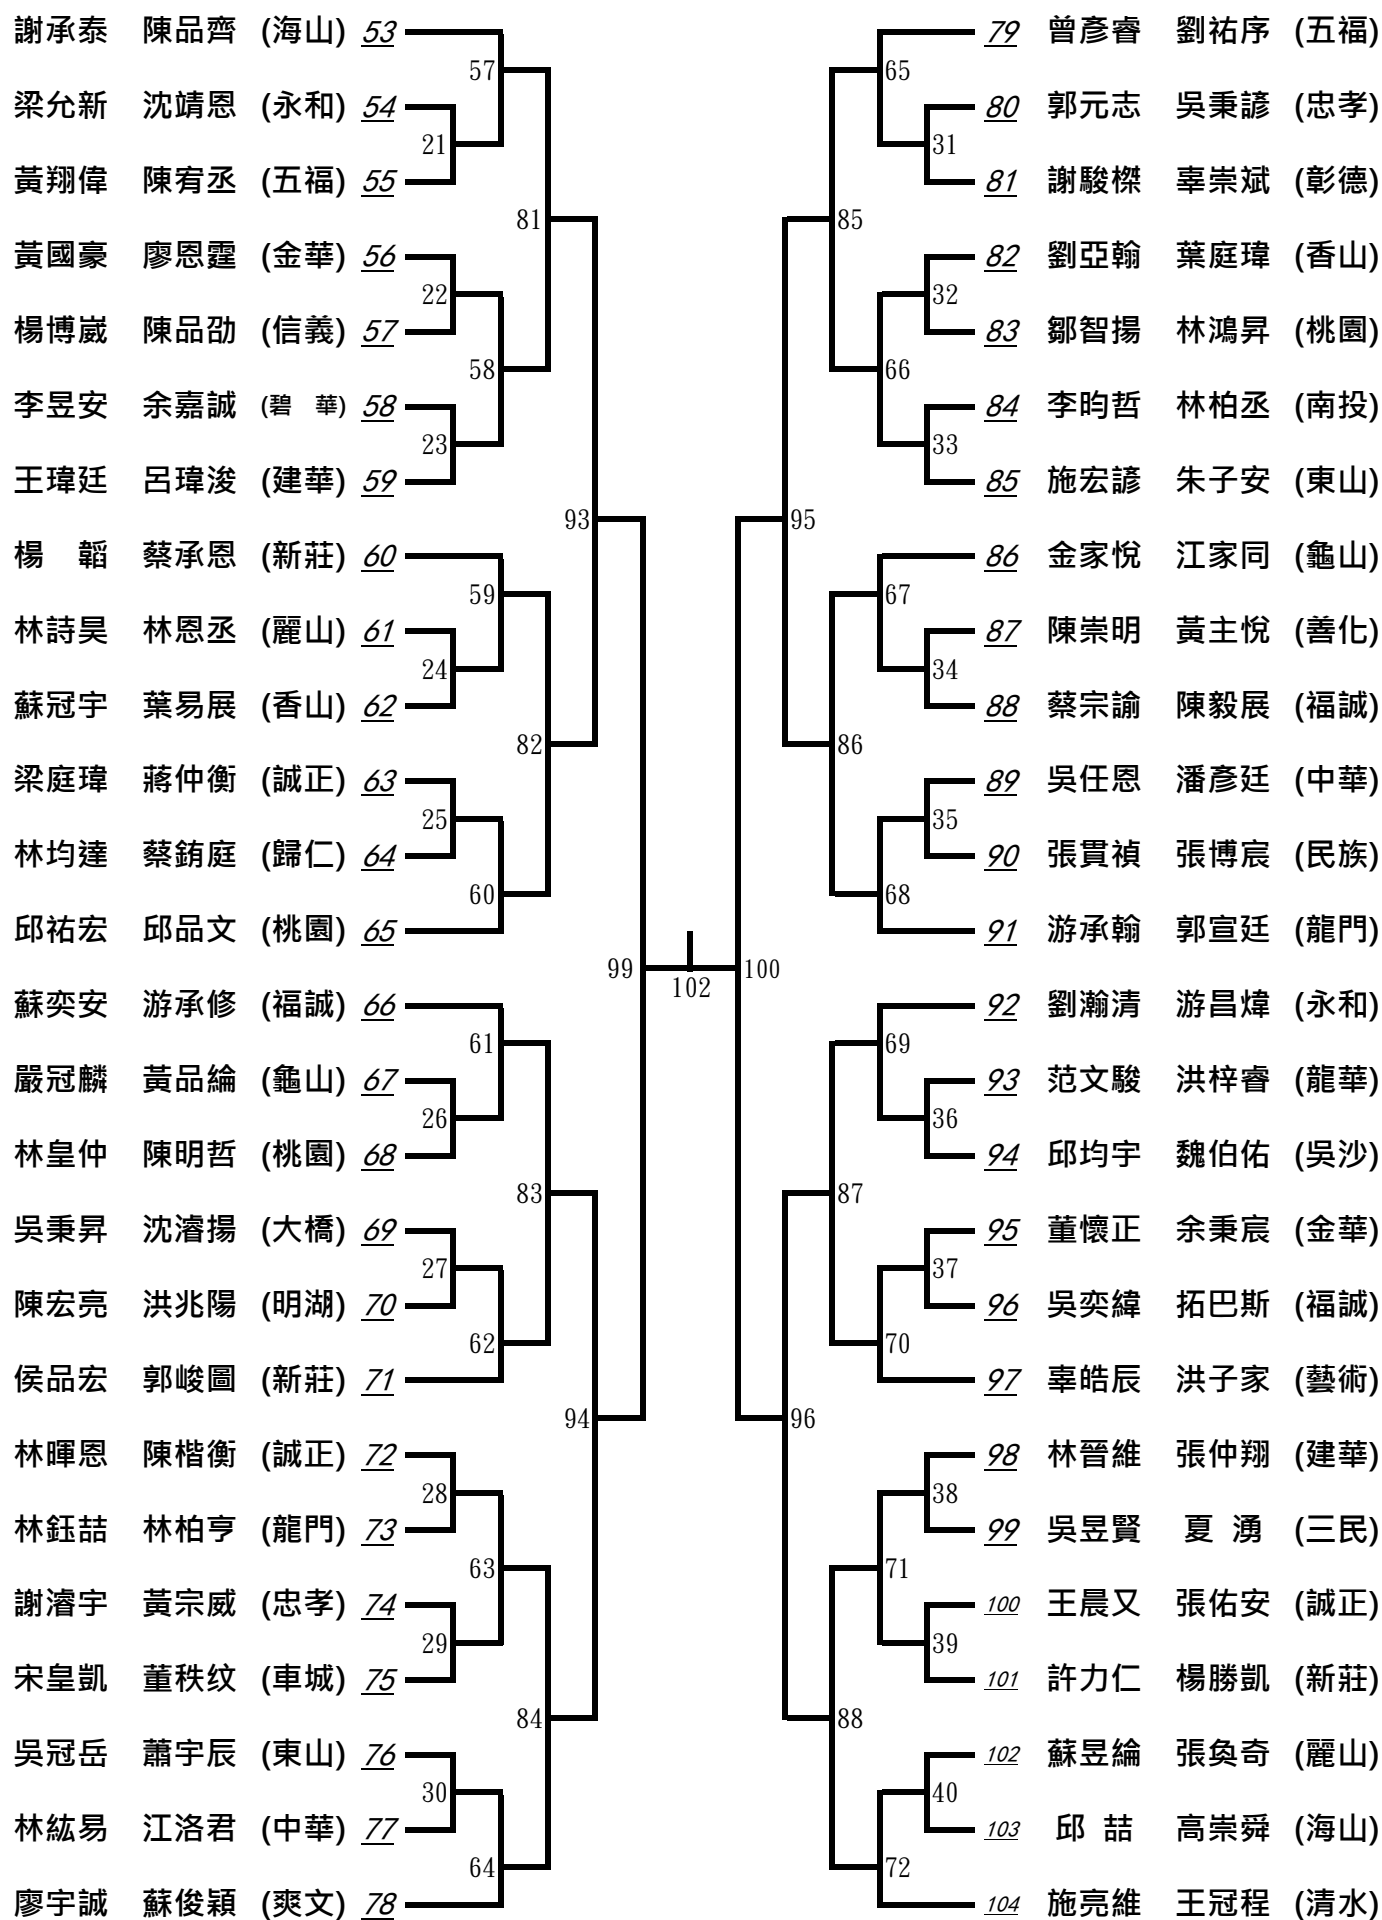 謝承泰 陳品齊 (海山) 53
57
梁允新 沈靖恩 (永和) 54
21
黃翔偉 陳宥丞 (五福) 55
81
黃國豪 廖恩霆 (金華) 56
22
楊博崴 陳品劭 (信義) 57
58
李昱安 余嘉誠 (碧 華) 58
23
王瑋廷 呂瑋浚 (建華) 59
93
楊 韜 蔡承恩 (新莊) 60
59
林詩昊 林恩丞 (麗山) 61
24
蘇冠宇 葉易展 (香山) 62
82
梁庭瑋 蔣仲衡 (誠正) 63
25
林均達 蔡銪庭 (歸仁) 64
60
邱祐宏 邱品文 (桃園) 65
99
102
蘇奕安 游承修 (福誠) 66
61
嚴冠麟 黃品綸 (龜山) 67
26
林皇仲 陳明哲 (桃園) 68
83
吳秉昇 沈濬揚 (大橋) 69
27
陳宏亮 洪兆陽 (明湖) 70
62
侯品宏 郭峻圖 (新莊) 71
94
林暉恩 陳楷衡 (誠正) 72
28
林鈺喆 林柏亨 (龍門) 73
63
謝濬宇 黃宗威 (忠孝) 74
29
宋皇凱 董秩纹 (車城) 75
84
吳冠岳 蕭宇辰 (東山) 76
30
林紘易 江洛君 (中華) 77
64
廖宇誠 蘇俊穎 (爽文) 78
79 曾彥睿 劉祐序 (五福)
65
80 郭元志 吳秉諺 (忠孝)
31
81 謝駿榤 辜崇斌 (彰德)
85
82 劉亞翰 葉庭瑋 (香山)
32
83 鄒智揚 林鴻昇 (桃園)
66
84 李昀哲 林柏丞 (南投)
33
85 施宏諺 朱子安 (東山)
95
86 金家悅 江家同 (龜山)
67
87 陳崇明 黃主悅 (善化)
34
88 蔡宗諭 陳毅展 (福誠)
86
89 吳任恩 潘彥廷 (中華)
35
90 張貫禎 張博宸 (民族)
68
91 游承翰 郭宣廷 (龍門)
100
92 劉瀚清 游昌煒 (永和)
69
93 范文駿 洪梓睿 (龍華)
36
94 邱均宇 魏伯佑 (吳沙)
87
95 董懷正 余秉宸 (金華)
37
96 吳奕緯 拓巴斯 (福誠)
70
97 辜皓辰 洪子家 (藝術)
96
98 林晉維 張仲翔 (建華)
38
99 吳昱賢 夏 湧 (三民)
71
100 王晨又 張佑安 (誠正)
39
101 許力仁 楊勝凱 (新莊)
88
102 蘇昱綸 張奐奇 (麗山)
40
103 邱 喆 高崇舜 (海山)
72
104 施亮維 王冠程 (清水)